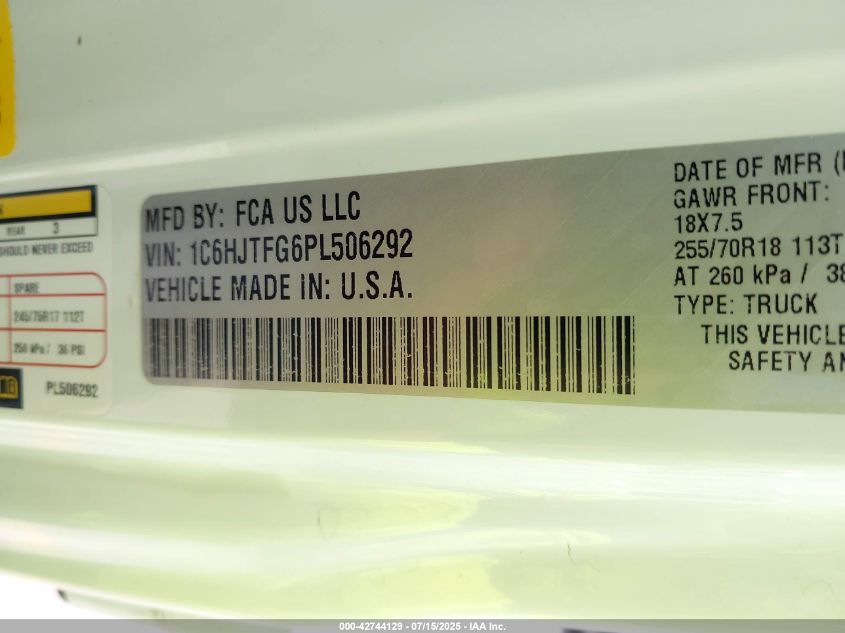 REAR 3
SHOULD NEVER EXCEED
SPARE
245/75R17 112T
250 kPa / 36 PSI
PL506292
MFD BY: FCA US LLC
VIN: 1C6HJTFG6PL506292
VEHICLE MADE IN: U.S.A.
DATE OF MFR
GAWR FRONT:
18X7.5
255/70R18 113T
AT 260 kPa / 38
TYPE: TRUCK
THIS VEHICLE
SAFETY AN
000-42744129 - 07/15/2025 - IAA Inc.